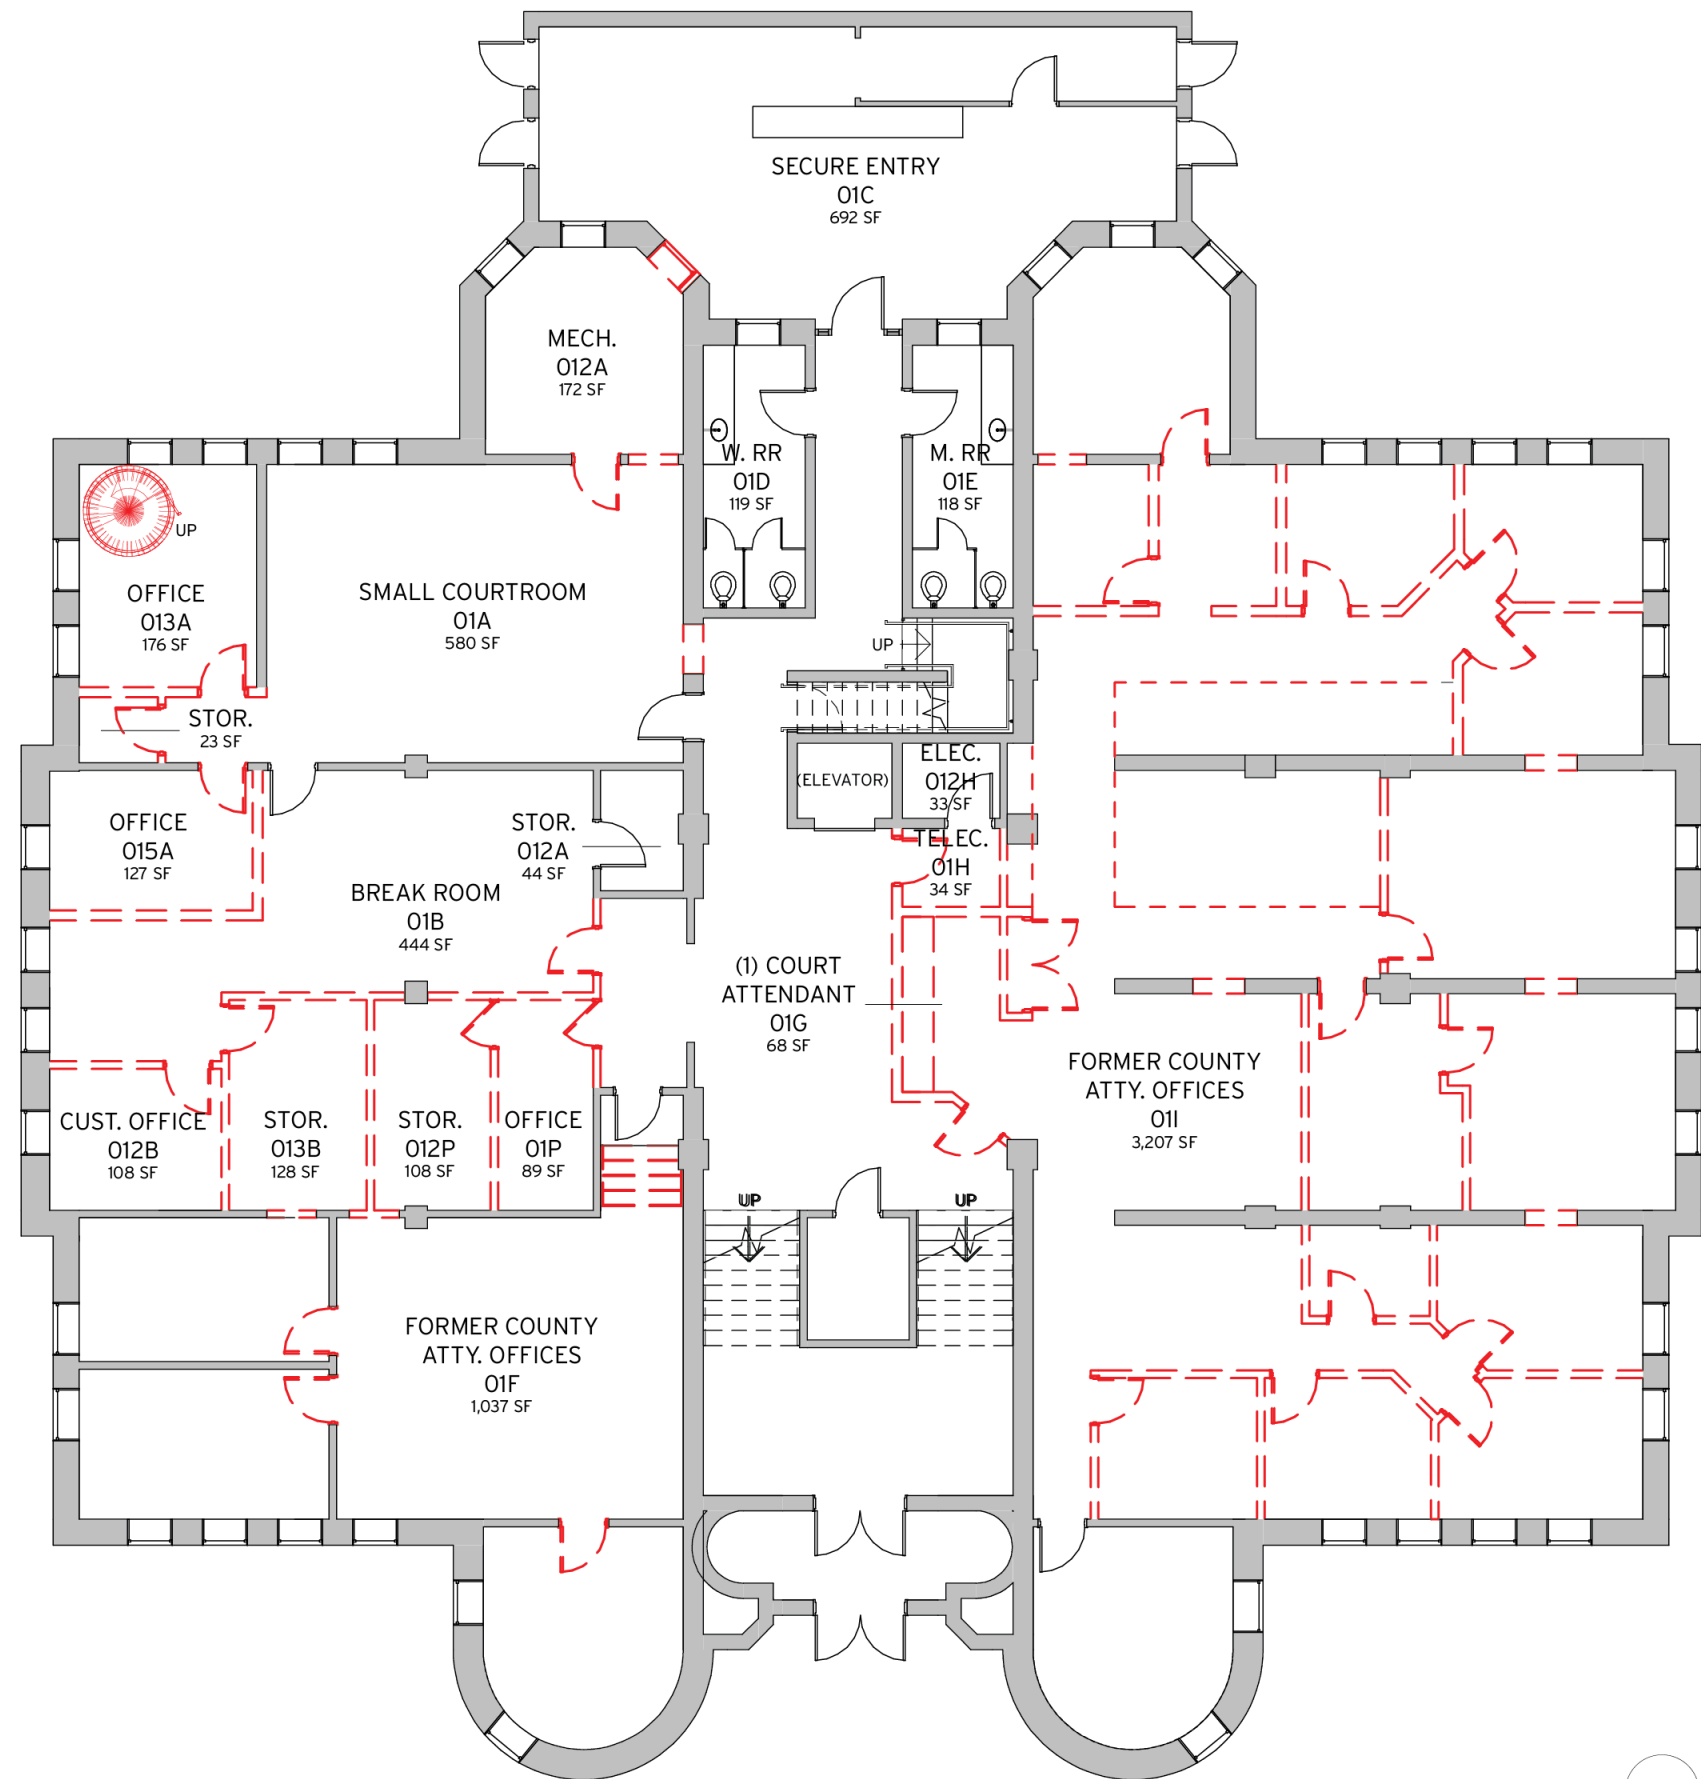 SECURE ENTRY
01C
692 SF
MECH.
012A
172 SF
W. RR
01D
119 SF
M. RR
01E
118 SF
UP
OFFICE
013A
176 SF
SMALL COURTROOM
01A
580 SF
UP
STOR.
23 SF
(ELEVATOR)
ELEC.
012H
33 SF
OFFICE
015A
127 SF
STOR.
012A
44 SF
TELEC.
01H
34 SF
BREAK ROOM
01B
444 SF
(1) COURT
ATTENDANT
01G
68 SF
FORMER COUNTY
ATTY. OFFICES
01I
3,207 SF
CUST. OFFICE
012B
108 SF
STOR.
013B
128 SF
STOR.
012P
108 SF
OFFICE
01P
89 SF
UP
UP
FORMER COUNTY
ATTY. OFFICES
01F
1,037 SF